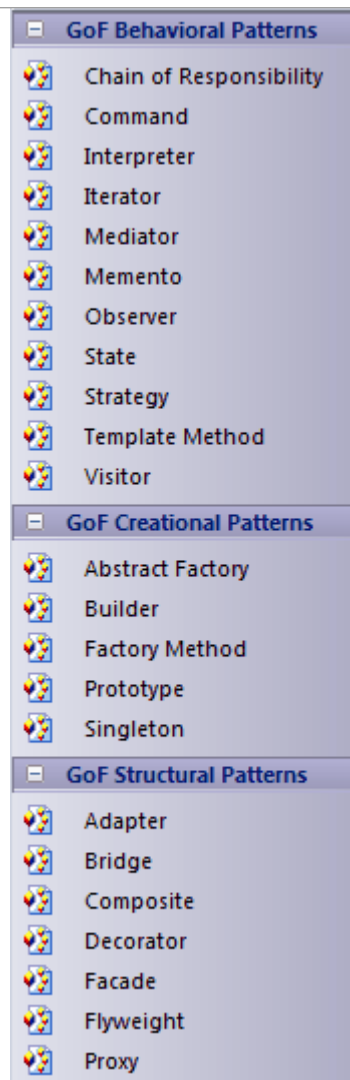 GoF Behavioral Patterns
Chain of Responsibility
Command
Interpreter
Iterator
Mediator
Memento
Observer
State
Strategy
Template Method
Visitor
GoF Creational Patterns
Abstract Factory
Builder
Factory Method
Prototype
Singleton
GoF Structural Patterns
Adapter
Bridge
Composite
Decorator
Facade
Flyweight
Proxy